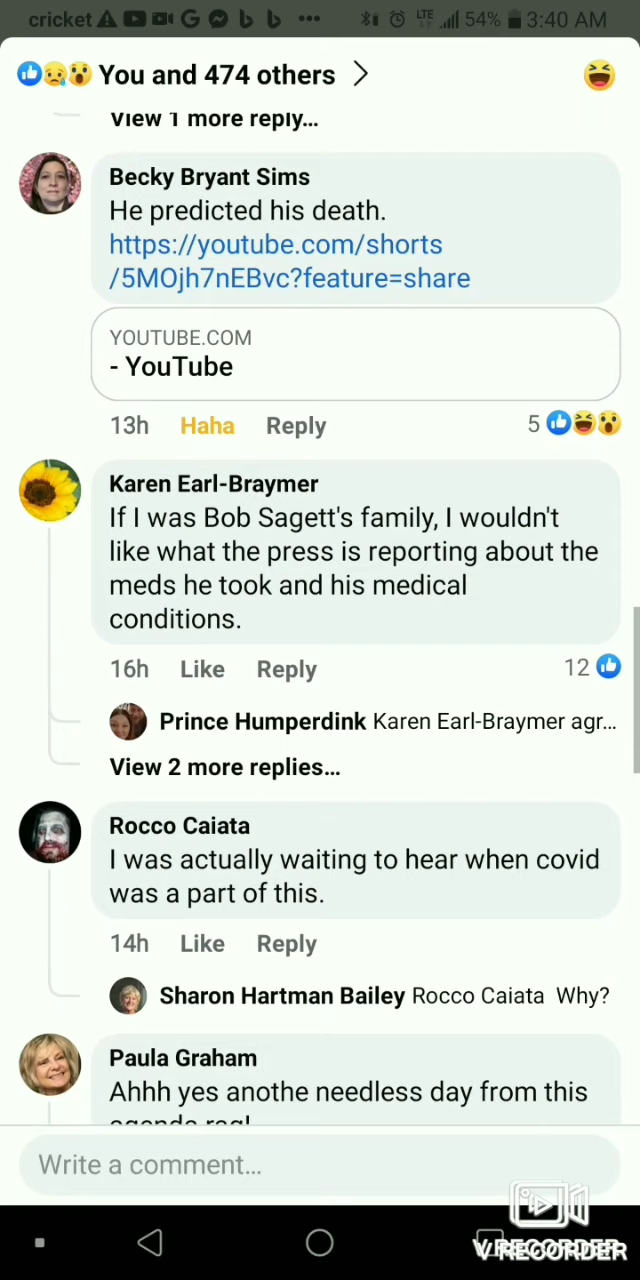 cricket
LTE 54% 3:40 AM
You and 474 others
View 1 more reply...
Becky Bryant Sims
He predicted his death.
https://youtube.com/shorts
/5MOjh7nEBvc?feature=share
YOUTUBE.COM
- YouTube
13h Haha Reply 5
Karen Earl-Braymer
If I was Bob Sagett's family, I wouldn't
like what the press is reporting about the
meds he took and his medical
conditions.
16h Like Reply 12
Prince Humperdink Karen Earl-Braymer agr...
View 2 more replies...
Rocco Caiata
I was actually waiting to hear when covid
was a part of this.
14h Like Reply
Sharon Hartman Bailey Rocco Caiata Why?
Paula Graham
Ahhh yes anothe needless day from this
agenda rag!
Write a comment...
V RECORDER